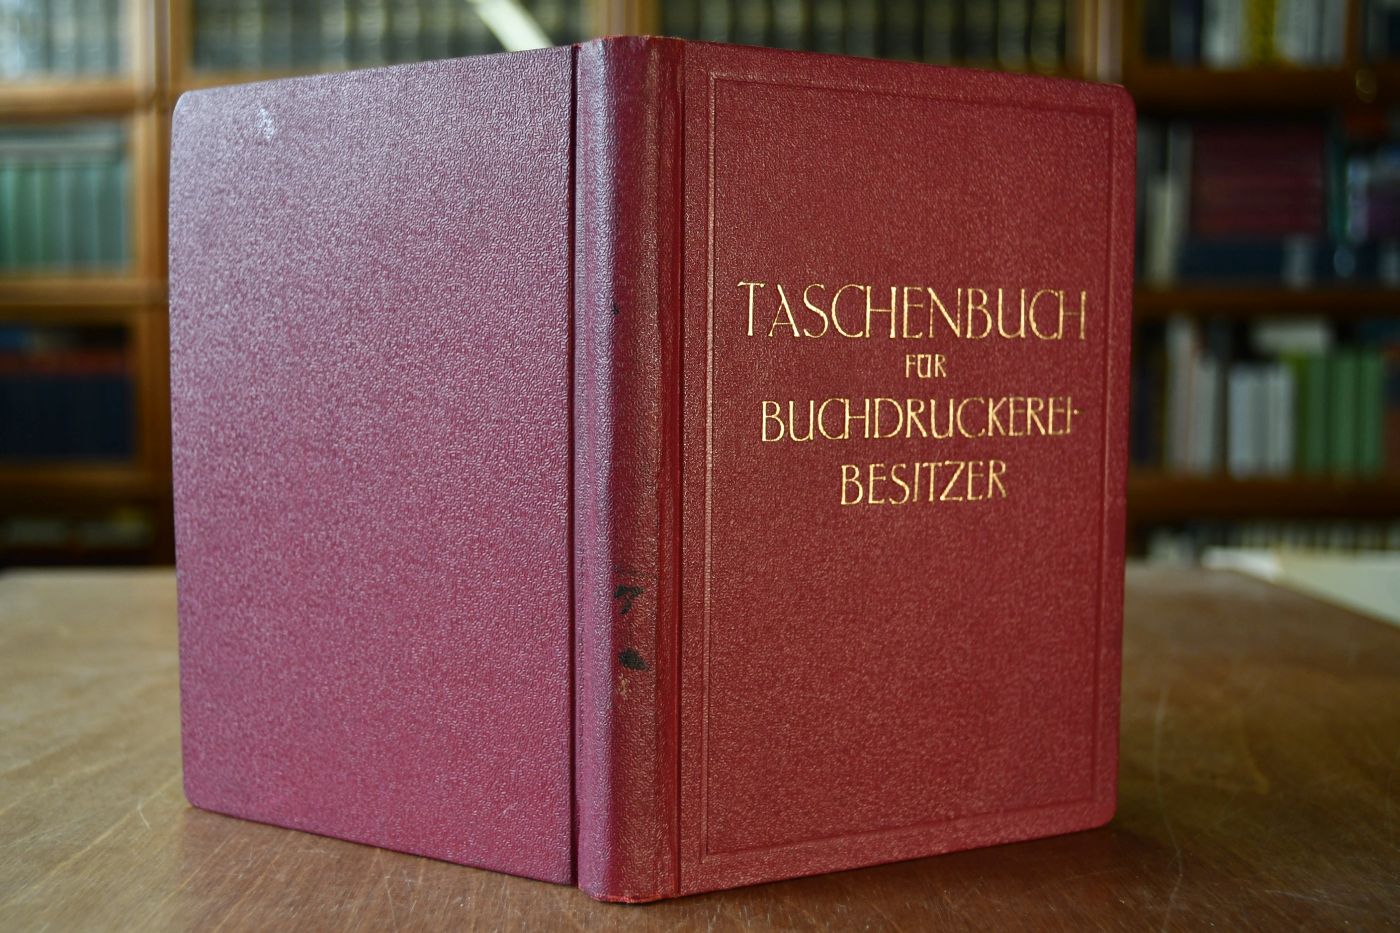 TASCHENBUCH
FÜR
BUCHDRUCKEREI-
BESITZER